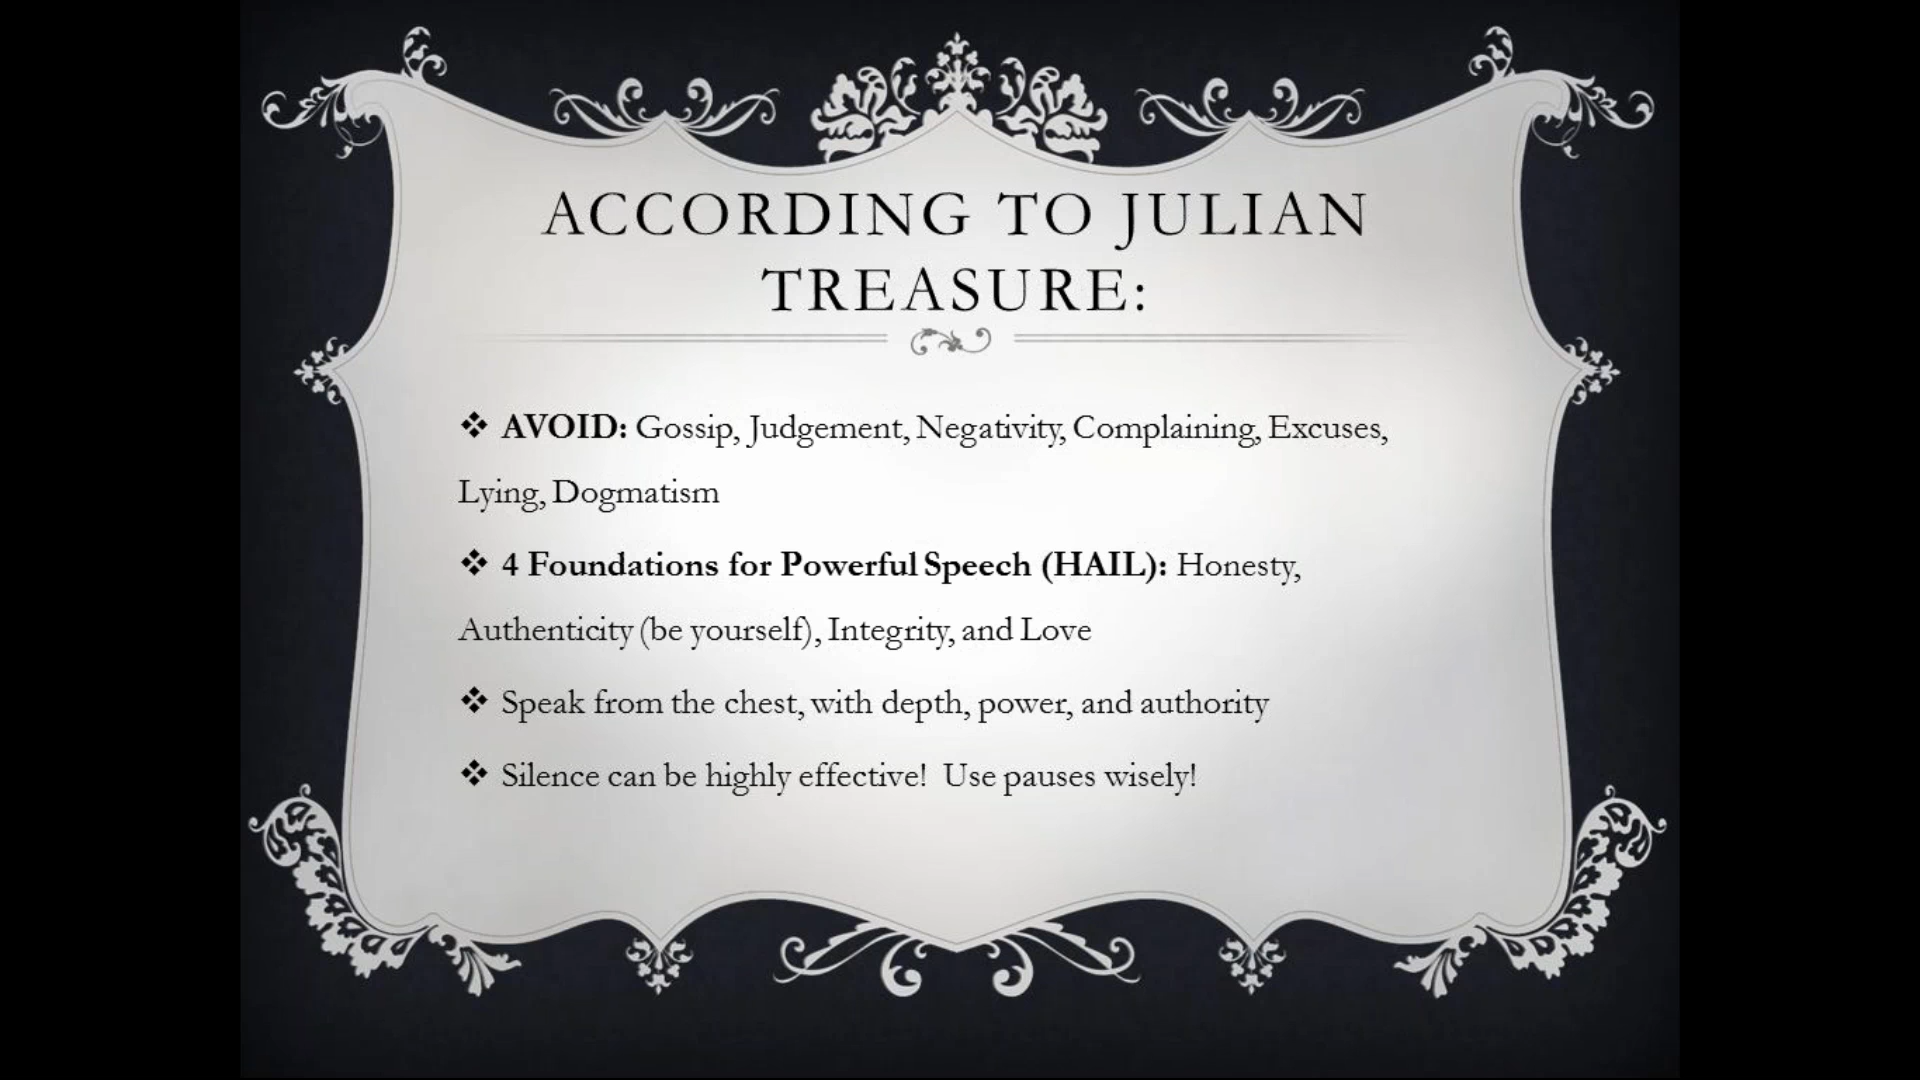 ACCORDING TO JULIAN
TREASURE:
❖ AVOID: Gossip, Judgement, Negativity, Complaining, Excuses,
Lying, Dogmatism
❖ 4 Foundations for Powerful Speech (HAIL): Honesty,
Authenticity (be yourself), Integrity, and Love
❖ Speak from the chest, with depth, power, and authority
❖ Silence can be highly effective!  Use pauses wisely!